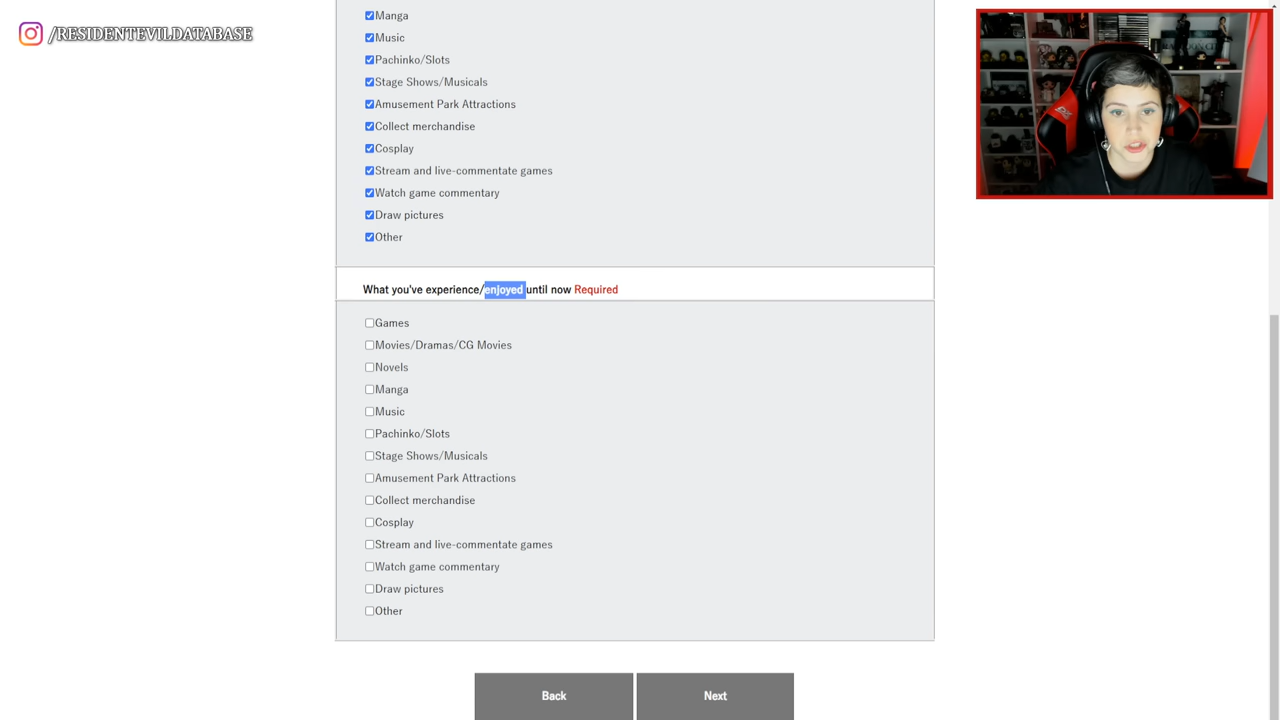 /RESIDENTEVILDATABASE
Manga
Music
Pachinko/Slots
Stage Shows/Musicals
Amusement Park Attractions
Collect merchandise
Cosplay
Stream and live-commentate games
Watch game commentary
Draw pictures
Other
What you've experience/enjoyed until now Required
Games
Movies/Dramas/CG Movies
Novels
Manga
Music
Pachinko/Slots
Stage Shows/Musicals
Amusement Park Attractions
Collect merchandise
Cosplay
Stream and live-commentate games
Watch game commentary
Draw pictures
Other
Back
Next